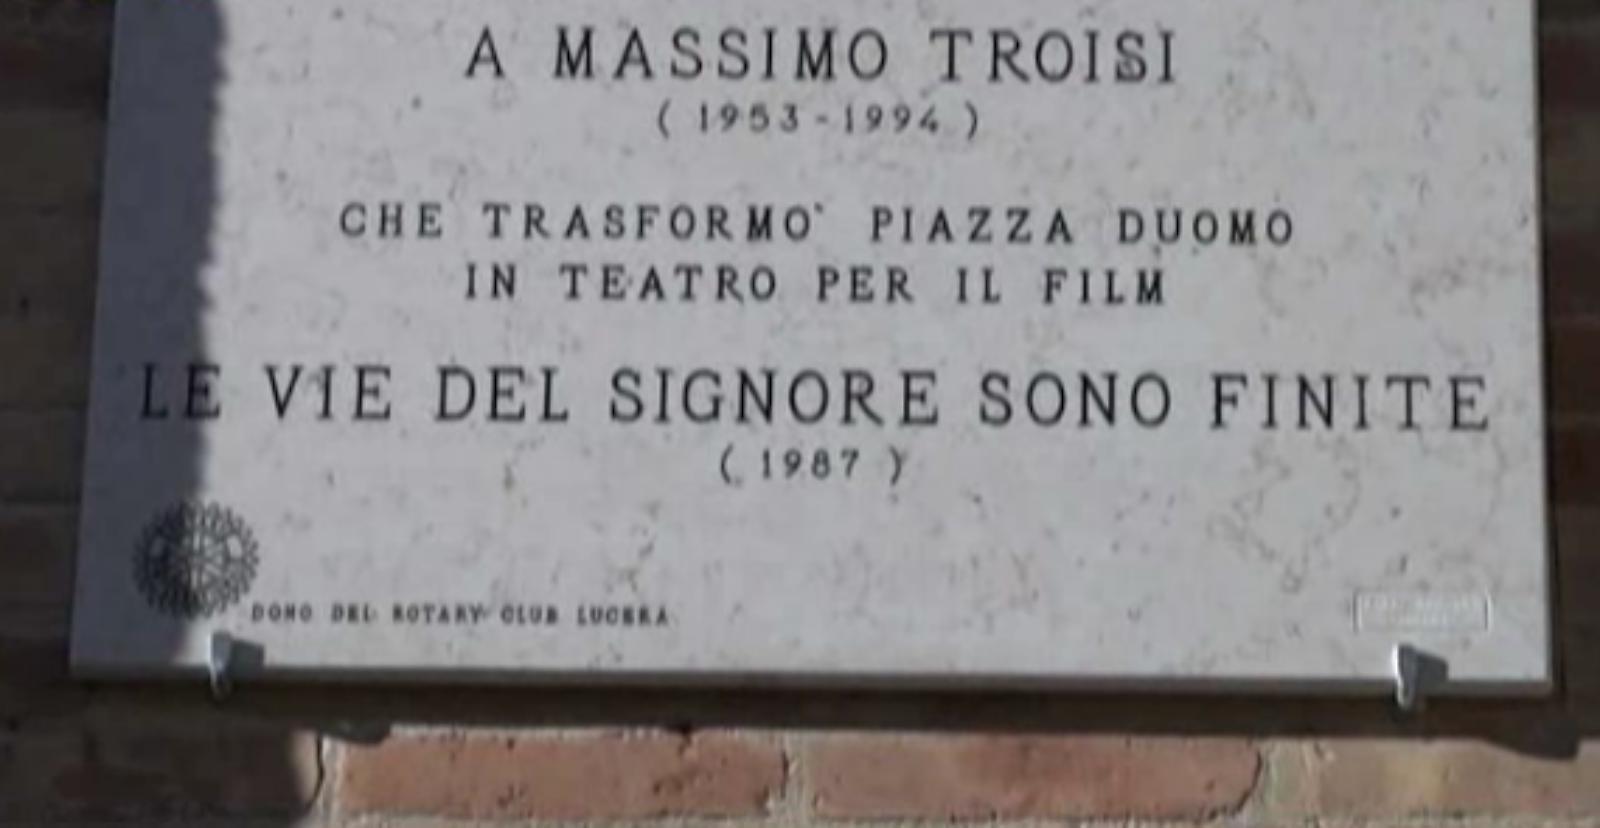 A MASSIMO TROISI
( 1953 - 1994 )
CHE TRASFORMO` PIAZZA DUOMO
IN TEATRO PER IL FILM
LE VIE DEL SIGNORE SONO FINITE
( 1987 )
DONO DEL ROTARY CLUB LUCERA